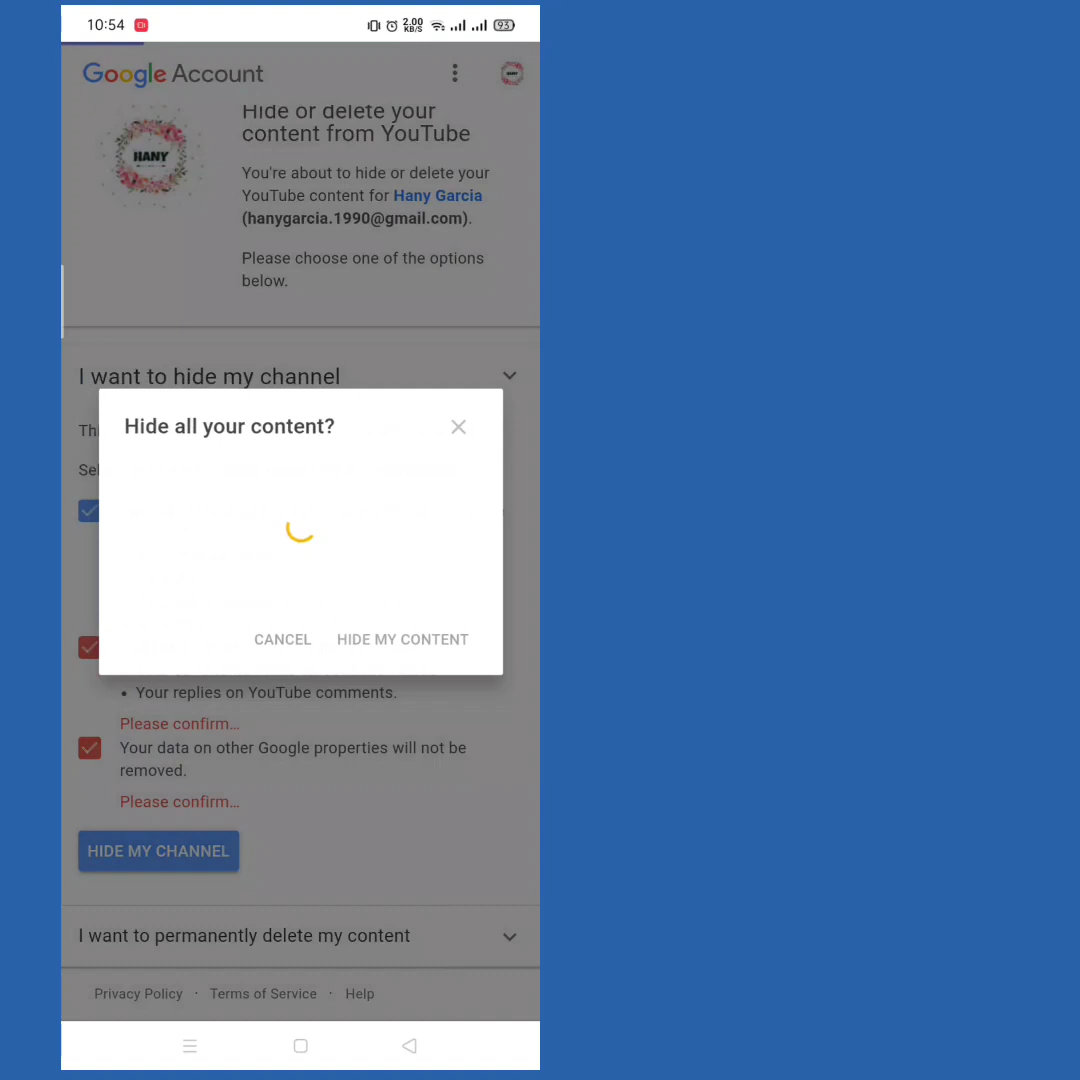 10:54
2.00
KB/S
93
Google Account
HANY
Hide or delete your
content from YouTube
HANY
You're about to hide or delete your
YouTube content for Hany Garcia
(hanygarcia.1990@gmail.com).
Please choose one of the options
below.
I want to hide my channel
Thi
Sel
Hide all your content?
CANCEL HIDE MY CONTENT
• Your replies on YouTube comments.
Please confirm...
Your data on other Google properties will not be
removed.
Please confirm...
HIDE MY CHANNEL
I want to permanently delete my content
Privacy Policy · Terms of Service · Help